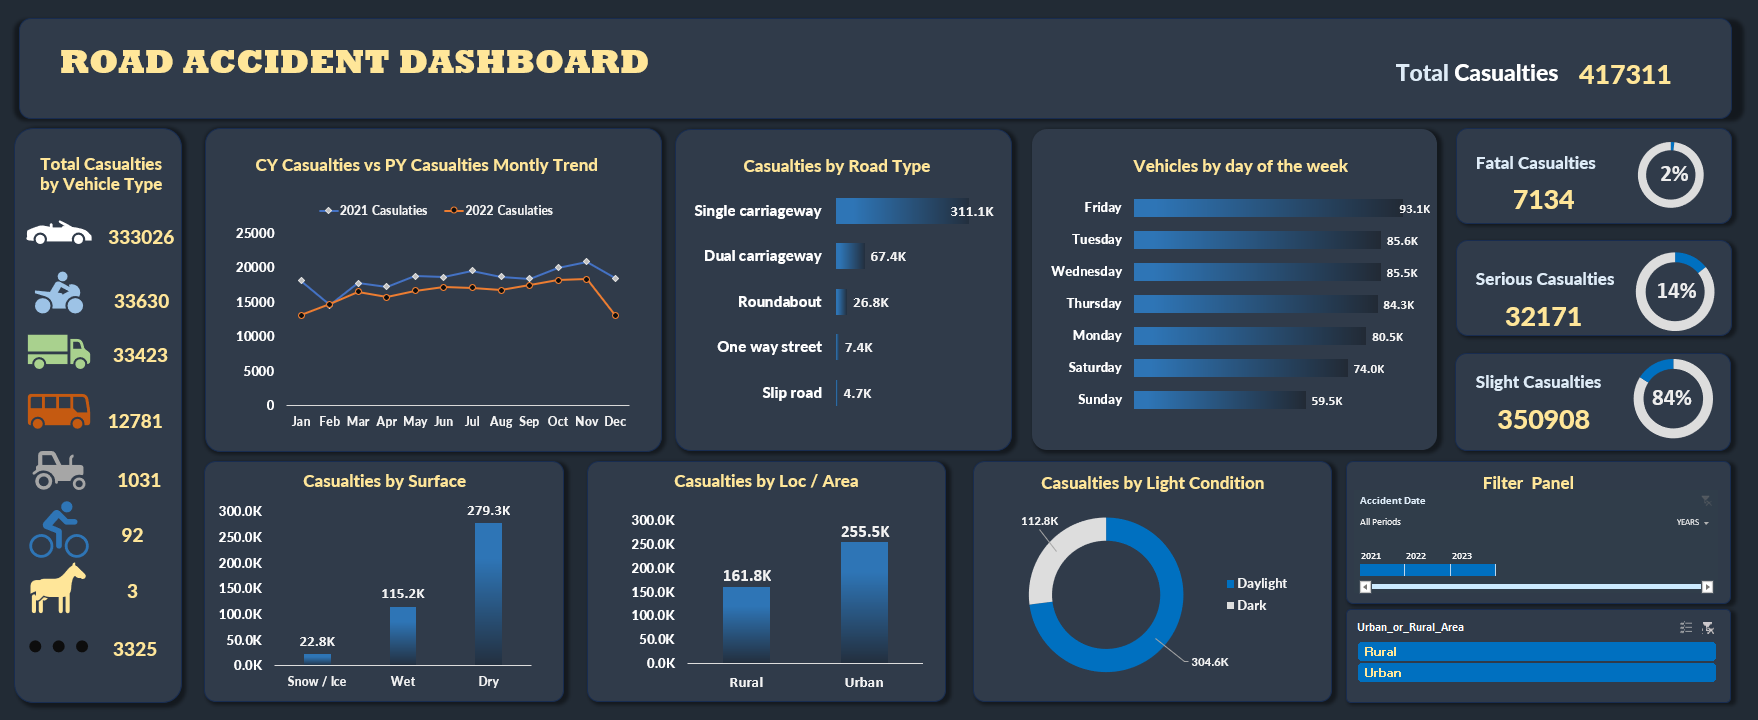 ROAD ACCIDENT DASHBOARD
Total Casualties 417311
Total Casualties
by Vehicle Type
333026
33630
33423
12781
1031
92
3
3325
CY Casualties vs PY Casualties Montly Trend
2021 Casulaties 2022 Casulaties
25000
20000
15000
10000
5000
0
Jan Feb Mar Apr May Jun Jul Aug Sep Oct Nov Dec
Casualties by Road Type
Single carriageway 311.1K
Dual carriageway 67.4K
Roundabout 26.8K
One way street 7.4K
Slip road 4.7K
Vehicles by day of the week
Friday 93.1K
Tuesday 85.6K
Wednesday 85.5K
Thursday 84.3K
Monday 80.5K
Saturday 74.0K
Sunday 59.5K
Fatal Casualties
7134
2%
Serious Casualties
32171
14%
Slight Casualties
350908
84%
Casualties by Surface
300.0K
250.0K
200.0K
150.0K
100.0K
50.0K
0.0K
22.8K
115.2K
279.3K
Snow / Ice Wet Dry
Casualties by Loc / Area
300.0K
250.0K
200.0K
150.0K
100.0K
50.0K
0.0K
161.8K
255.5K
Rural Urban
Casualties by Light Condition
112.8K
304.6K
Daylight
Dark
Filter Panel
Accident Date
All Periods YEARS
2021 2022 2023
Urban_or_Rural_Area
Rural
Urban